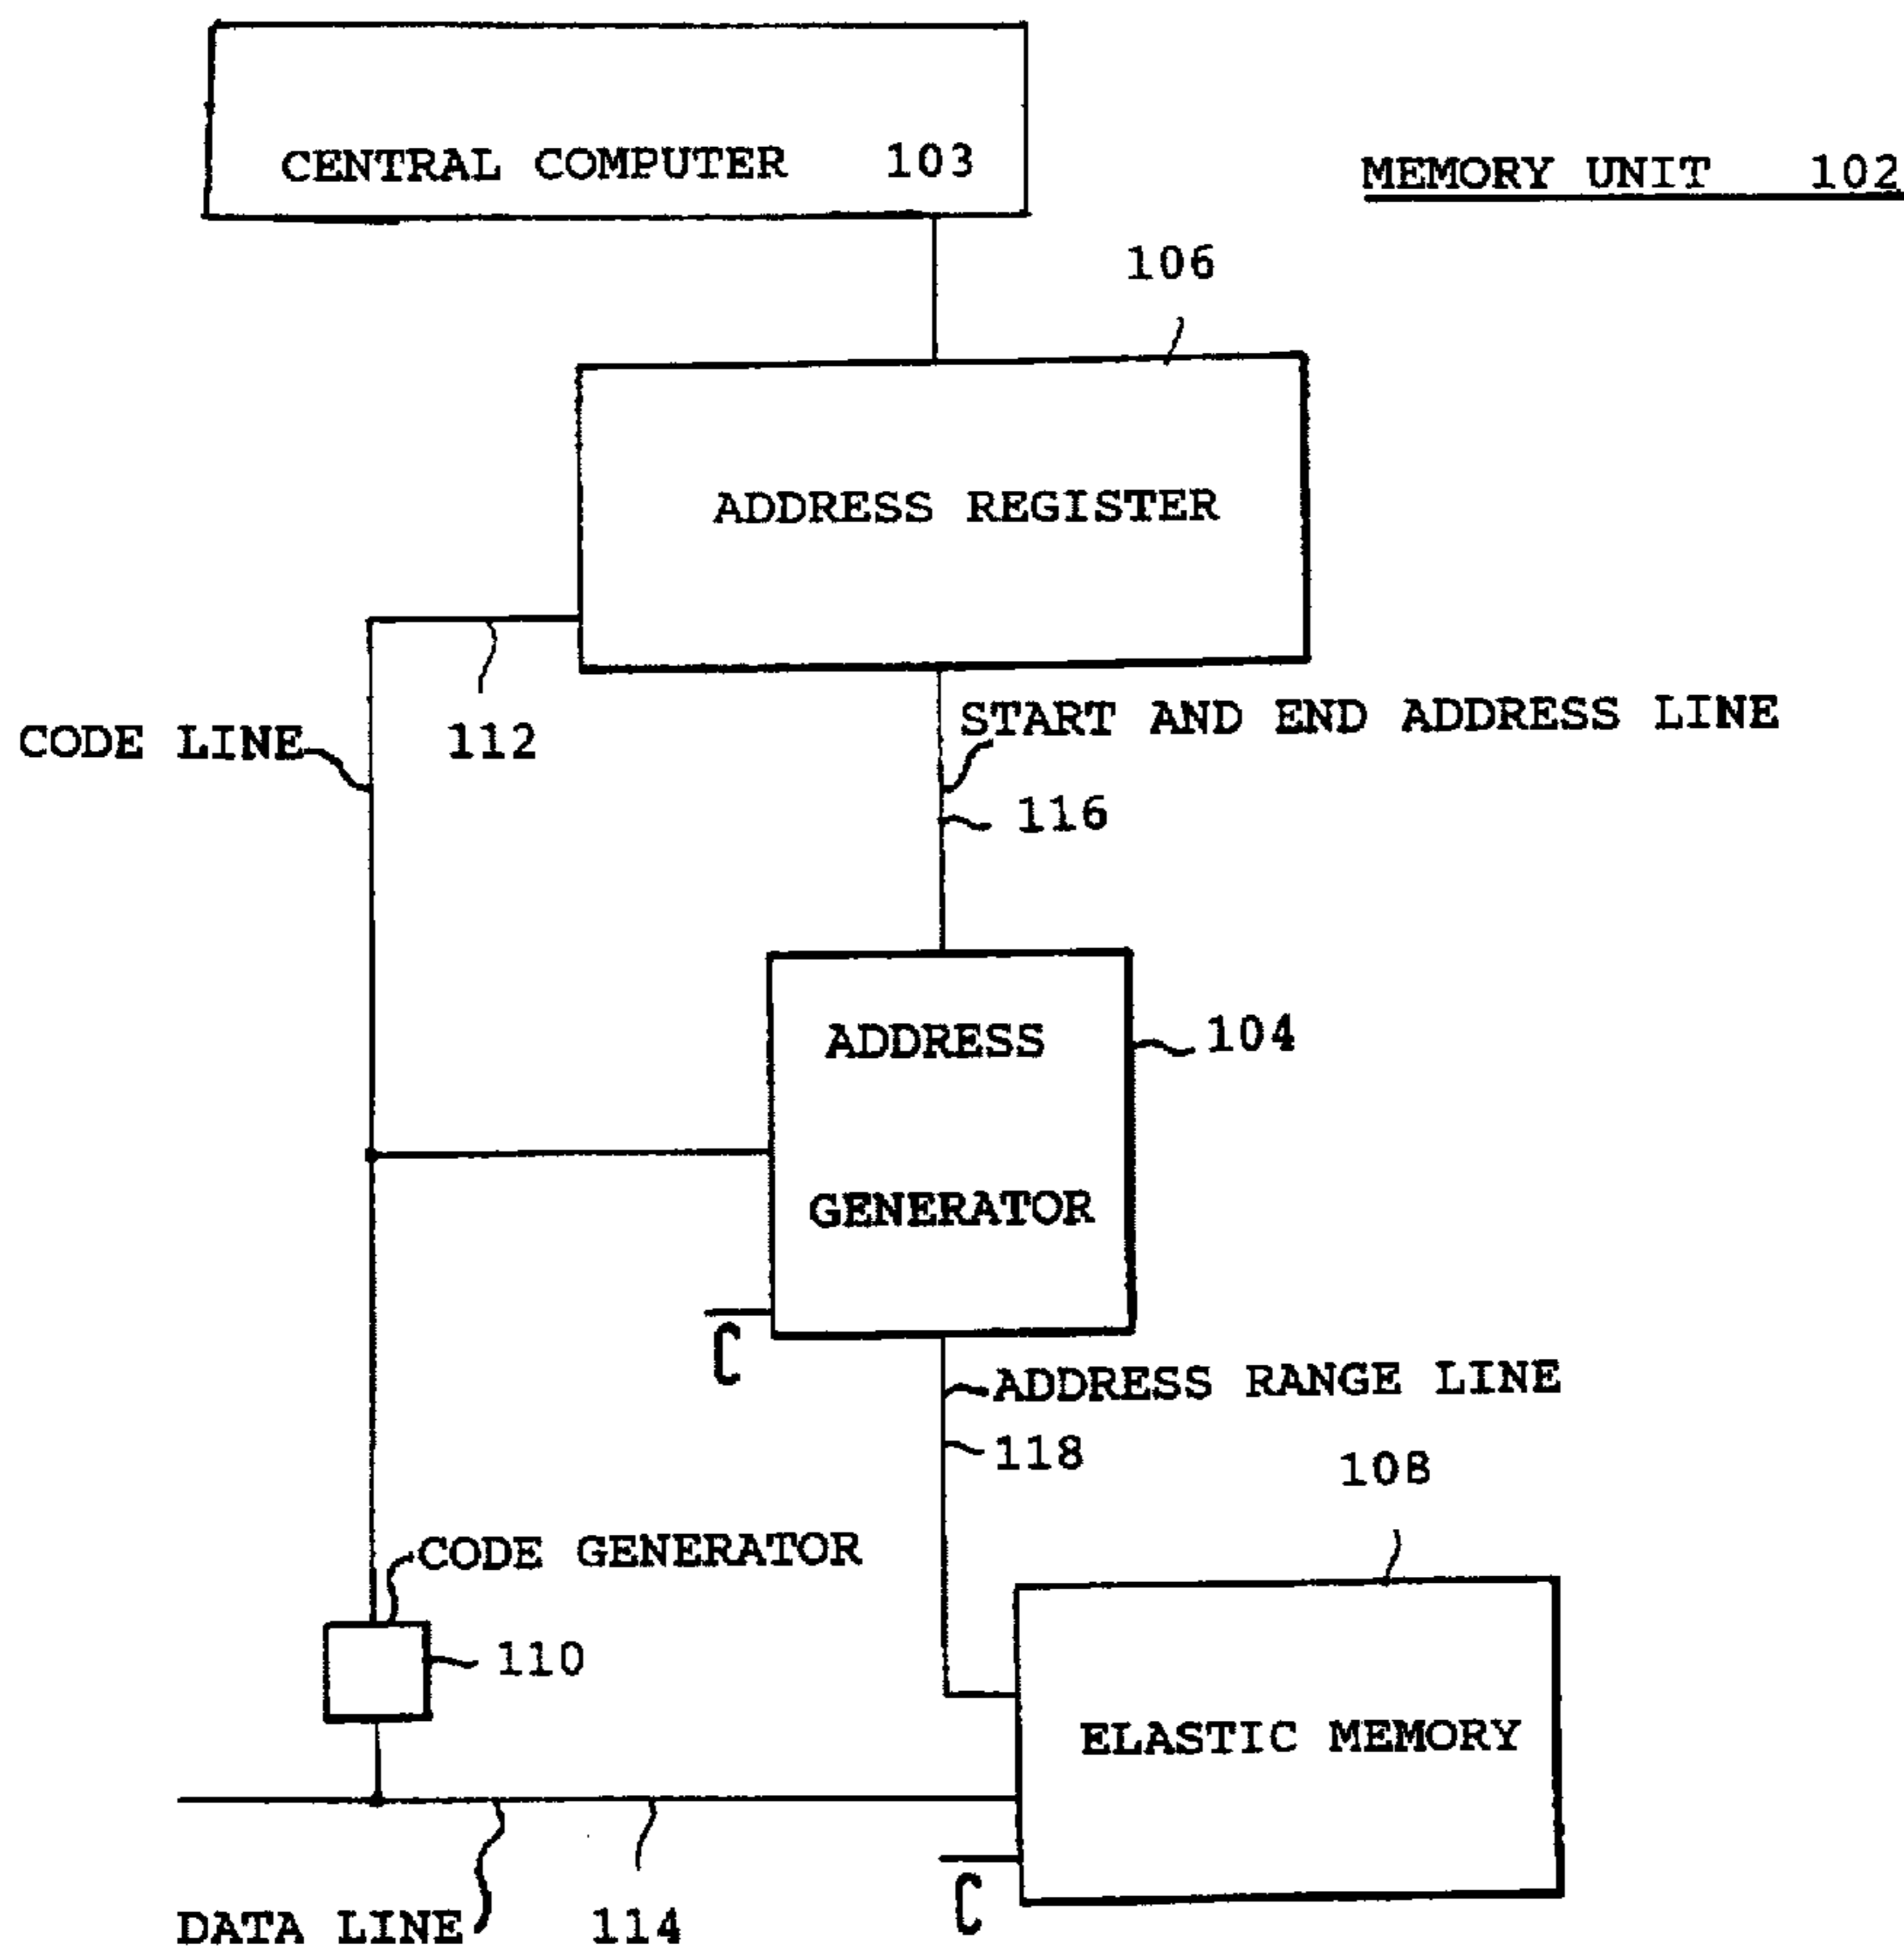 CENTRAL COMPUTER 103
MEMORY UNIT 102
106
ADDRESS REGISTER
START AND END ADDRESS LINE
CODE LINE
112
116
ADDRESS
104
GENERATOR
C
ADDRESS RANGE LINE
118
108
CODE GENERATOR
110
ELASTIC MEMORY
C
DATA LINE
114